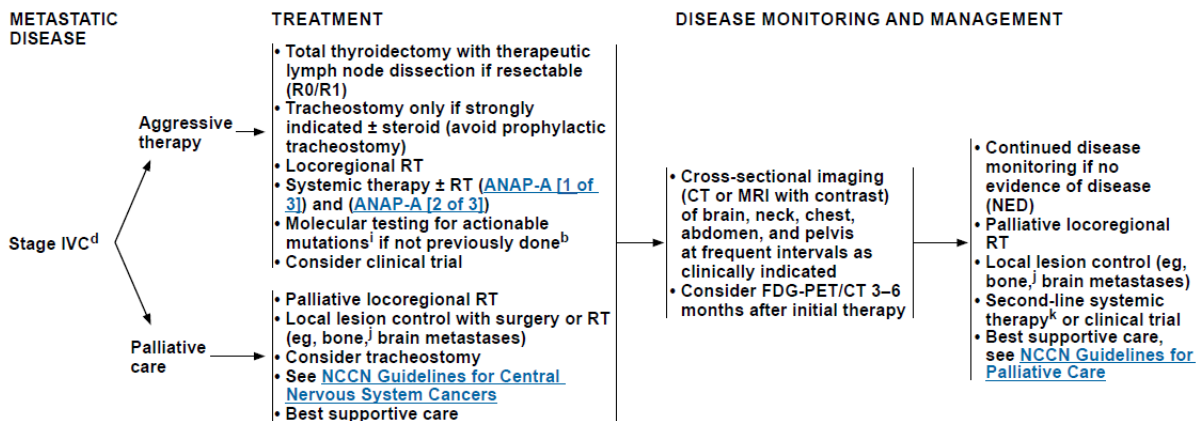 METASTATIC
DISEASE
TREATMENT
DISEASE MONITORING AND MANAGEMENT
Stage IVCd
Aggressive
therapy
• Total thyroidectomy with therapeutic
lymph node dissection if resectable
(R0/R1)
• Tracheostomy only if strongly
indicated ± steroid (avoid prophylactic
tracheostomy)
• Locoregional RT
• Systemic therapy ± RT (ANAP-A [1 of
3]) and (ANAP-A [2 of 3])
• Molecular testing for actionable
mutationsi if not previously doneb
• Consider clinical trial
Palliative
care
• Palliative locoregional RT
• Local lesion control with surgery or RT
(eg, bone,j brain metastases)
• Consider tracheostomy
• See NCCN Guidelines for Central
Nervous System Cancers
• Best supportive care
• Cross-sectional imaging
(CT or MRI with contrast)
of brain, neck, chest,
abdomen, and pelvis
at frequent intervals as
clinically indicated
• Consider FDG-PET/CT 3–6
months after initial therapy
• Continued disease
monitoring if no
evidence of disease
(NED)
• Palliative locoregional
RT
• Local lesion control (eg,
bone,j brain metastases)
• Second-line systemic
therapyk or clinical trial
• Best supportive care,
see NCCN Guidelines for
Palliative Care